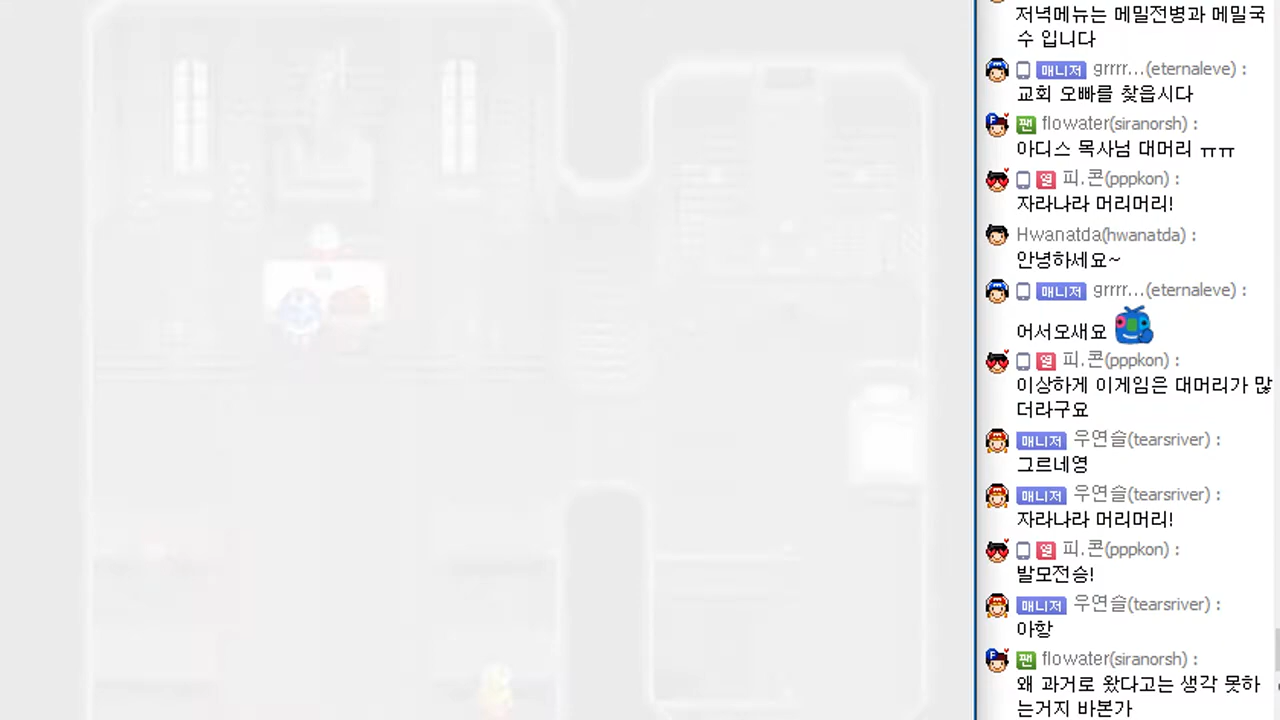 저녁메뉴는 메밀전병과 메밀국
수 입니다
매니저 grrrr...(eternaleve) :
교회 오빠를 찾읍시다
팬 flowater(siranorsh) :
아디스 목사님 대머리 ㅠㅠ
열 피.콘(pppkon) :
자라나라 머리머리!
Hwanatda(hwanatda) :
안녕하세요~
매니저 grrrr...(eternaleve) :
어서오새요
열 피.콘(pppkon) :
이상하게 이게임은 대머리가 많
더라구요
매니저 우연슬(tearsriver) :
그르네영
매니저 우연슬(tearsriver) :
자라나라 머리머리!
열 피.콘(pppkon) :
발모전승!
매니저 우연슬(tearsriver) :
아항
팬 flowater(siranorsh) :
왜 과거로 왔다고는 생각 못하
는거지 바본가